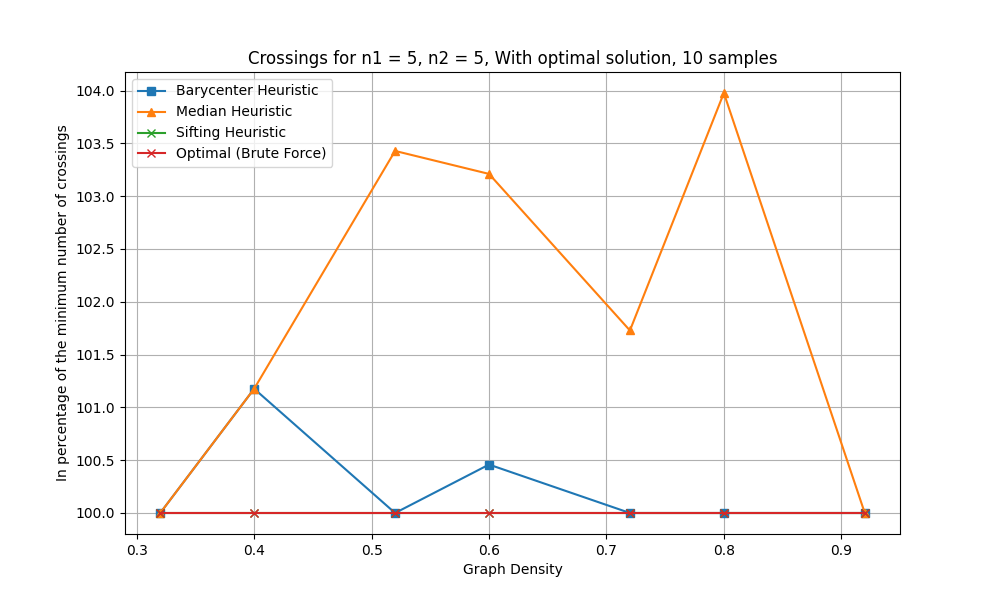 Crossings for n1 = 5, n2 = 5, With optimal solution, 10 samples
Barycenter Heuristic
Median Heuristic
Sifting Heuristic
Optimal (Brute Force)
In percentage of the minimum number of crossings
104.0
103.5
103.0
102.5
102.0
101.5
101.0
100.5
100.0
0.3 0.4 0.5 0.6 0.7 0.8 0.9
Graph Density